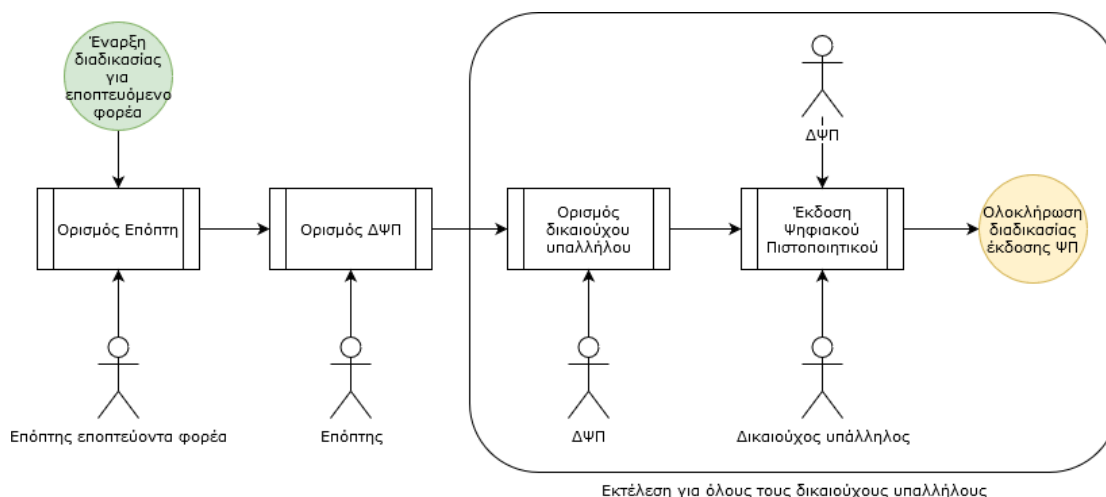 Έναρξη
διαδικασίας
για
εποπτευόμενο
φορέα
ΔΨΠ
Ορισμός Επόπτη
Ορισμός ΔΨΠ
Ορισμός
δικαιούχου
υπαλλήλου
Έκδοση
Ψηφιακού
Πιστοποιητικού
Ολοκλήρωση
διαδικασίας
έκδοσης ΨΠ
Επόπτης εποπτεύοντα φορέα
Επόπτης
ΔΨΠ
Δικαιούχος υπάλληλος
Εκτέλεση για όλους τους δικαιούχους υπαλλήλους